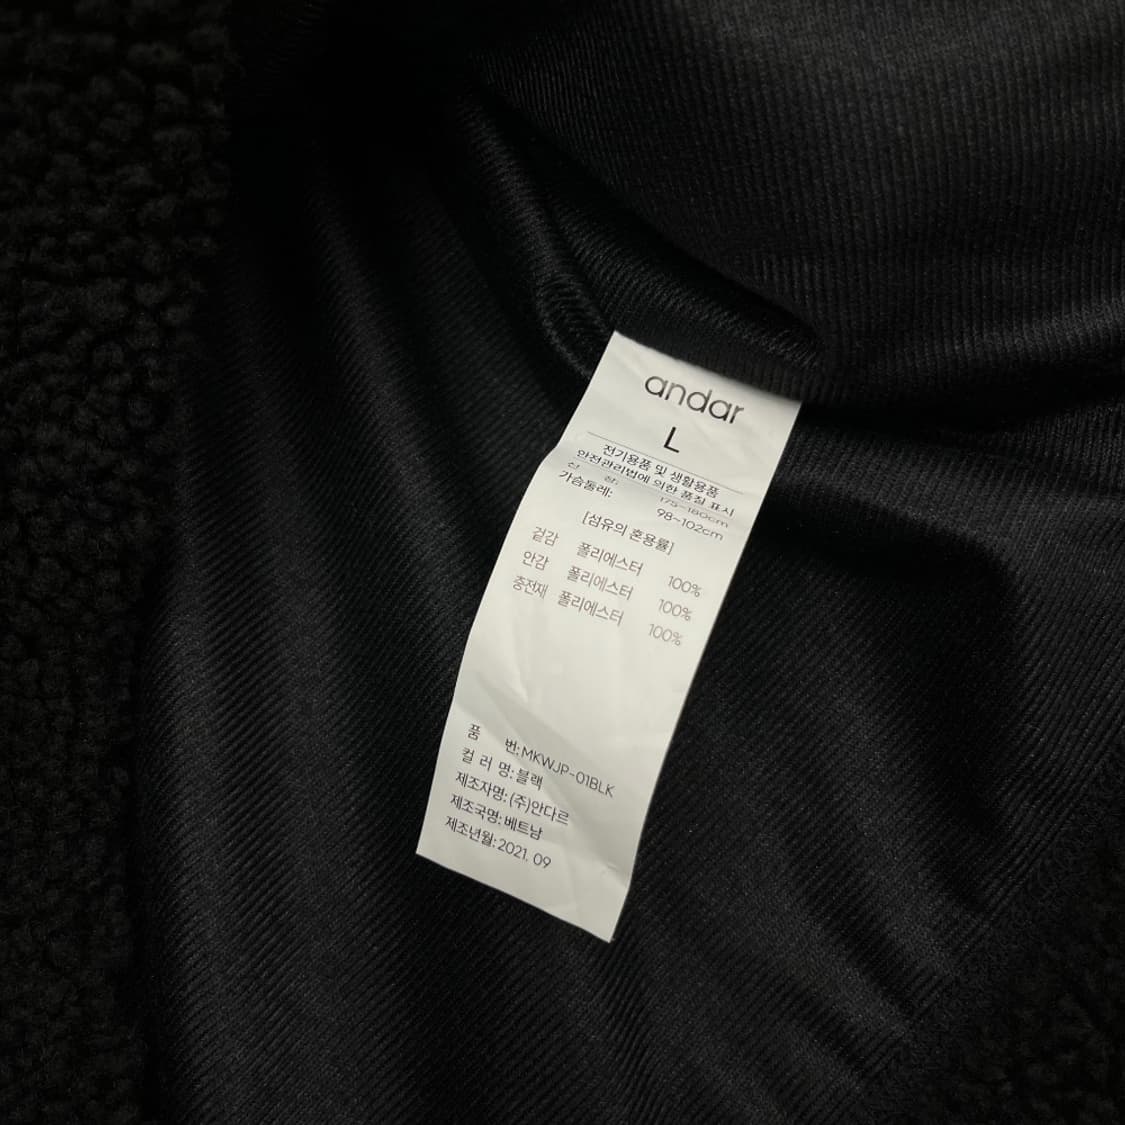 andar
L
전기용품 및 생활용품
안전관리법에 의한 품질 표시
신 장: 175~180cm
가슴둘레: 98~102cm
[섬유의 혼용률]
겉감 폴리에스터 100%
안감 폴리에스터 100%
충전재 폴리에스터 100%
품 번: MKWJP-01BLK
컬 러 명: 블랙
제조자명: (주)안다르
제조국명: 베트남
제조년월: 2021. 09